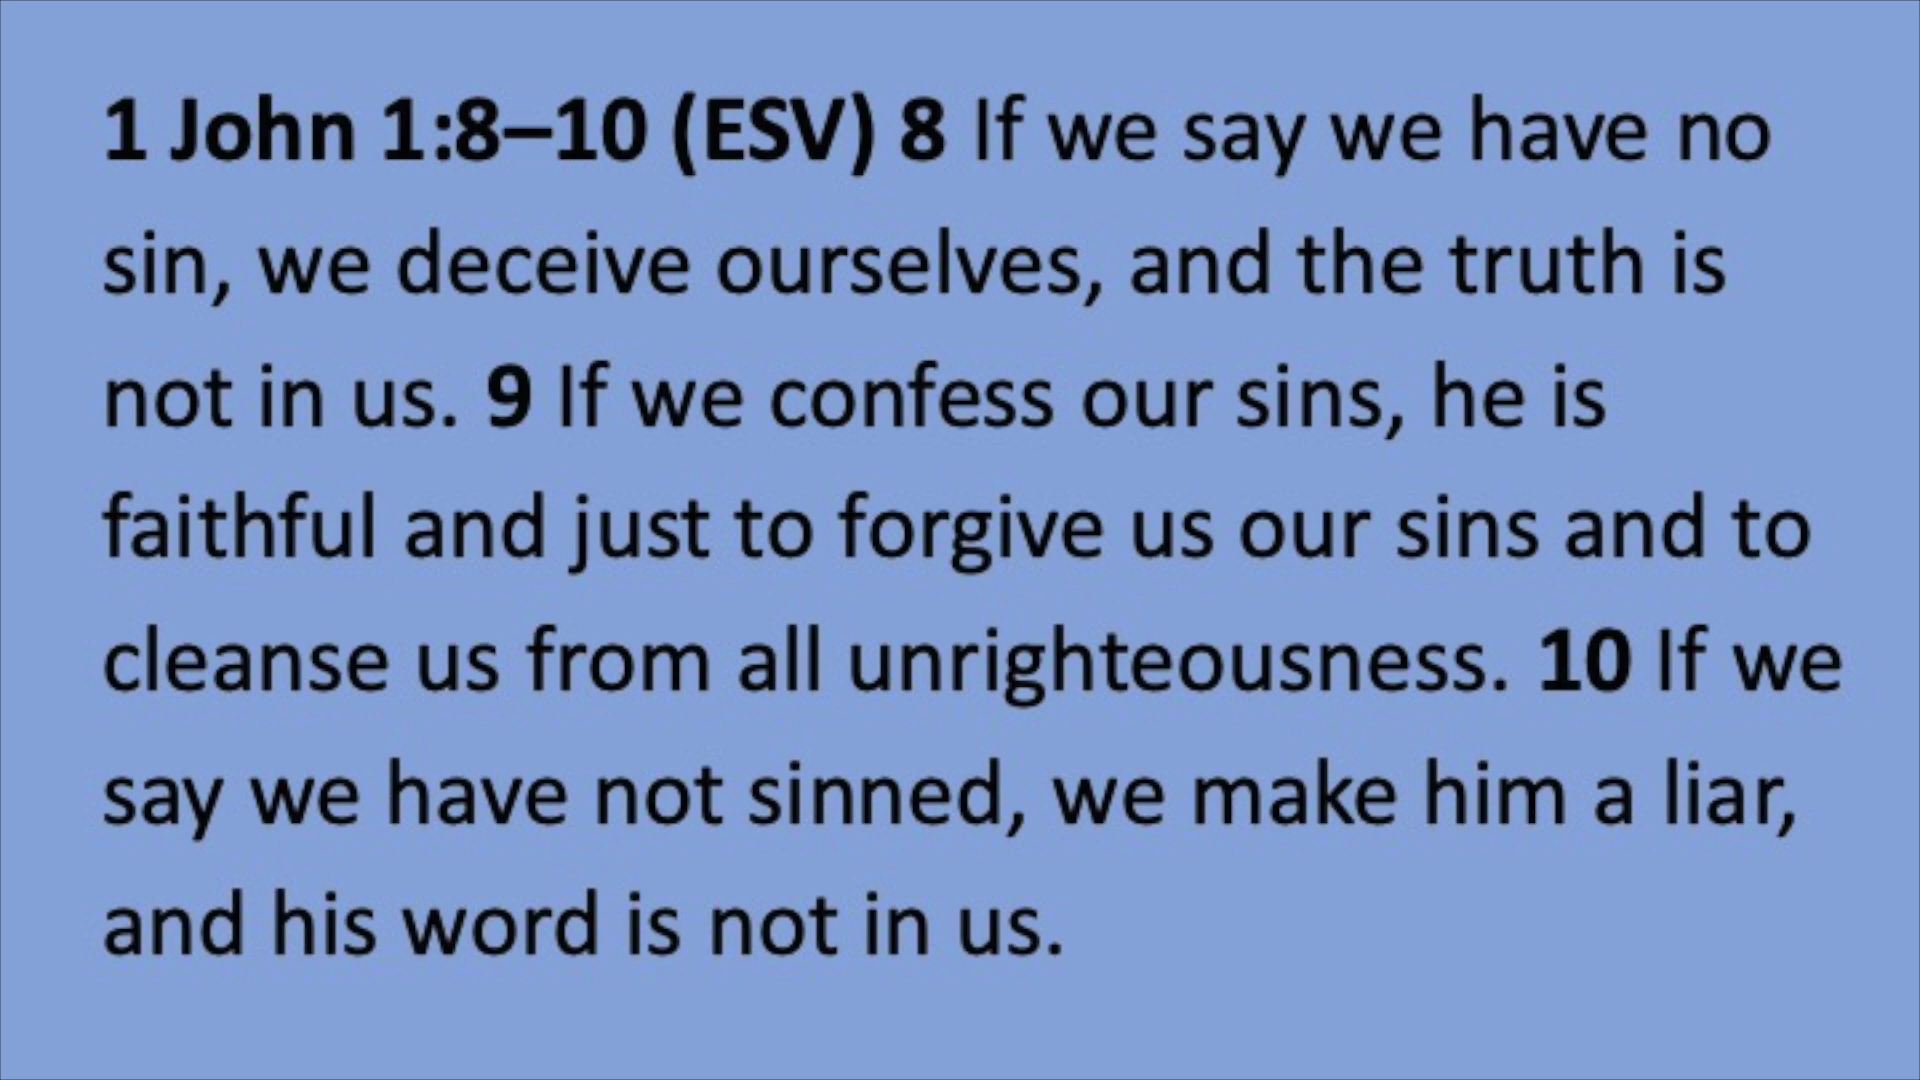 1 John 1:8–10 (ESV) 8 If we say we have no
sin, we deceive ourselves, and the truth is
not in us. 9 If we confess our sins, he is
faithful and just to forgive us our sins and to
cleanse us from all unrighteousness. 10 If we
say we have not sinned, we make him a liar,
and his word is not in us.